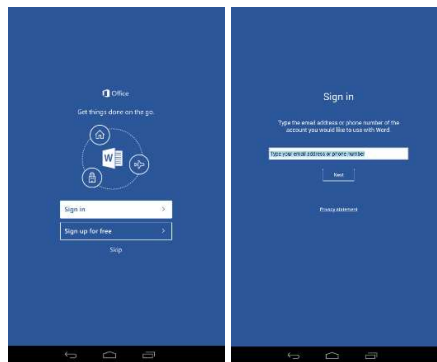 Office
Get things done on the go.
Sign in
Sign up for free
Skip
Sign in
Type the email address or phone number of the
account you would like to use with Word.
Type your email address or phone number
Next
Privacy statement